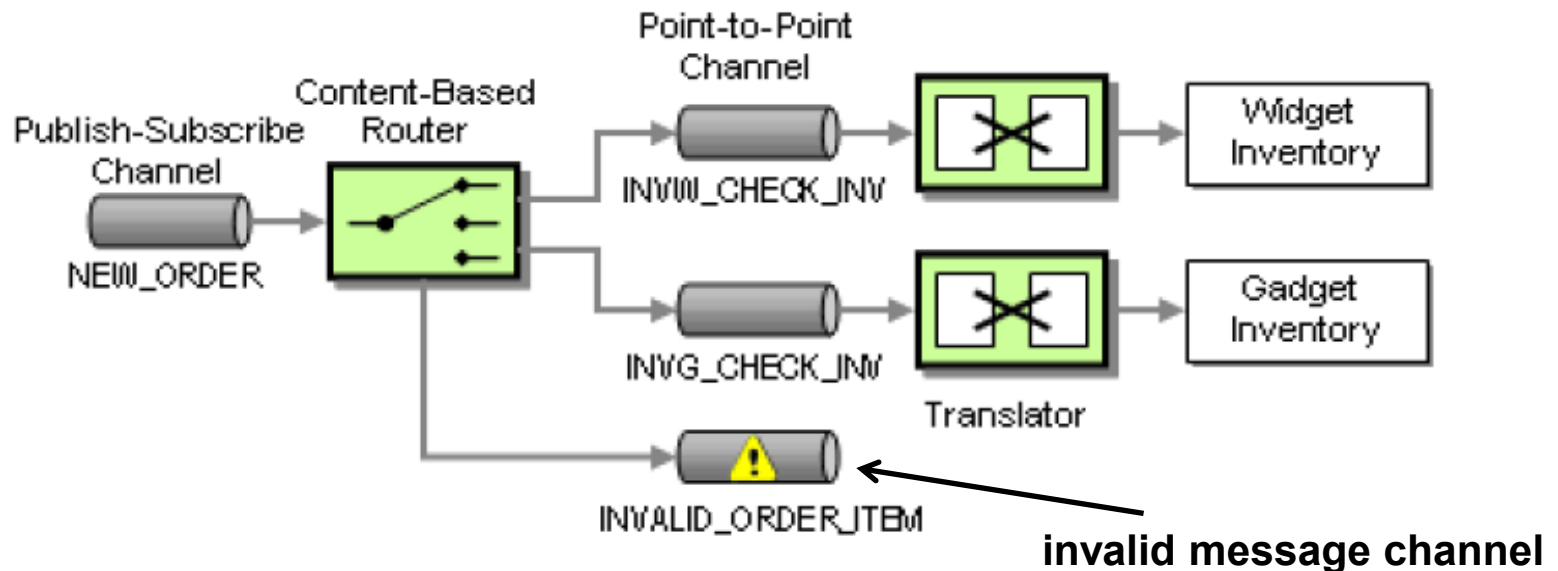 Publish-Subscribe
Channel
NEW_ORDER
Content-Based
Router
Point-to-Point
Channel
INVW_CHECK_INV
Widget
Inventory
INVG_CHECK_INV
Translator
Gadget
Inventory
INVALID_ORDER_ITEM
invalid message channel